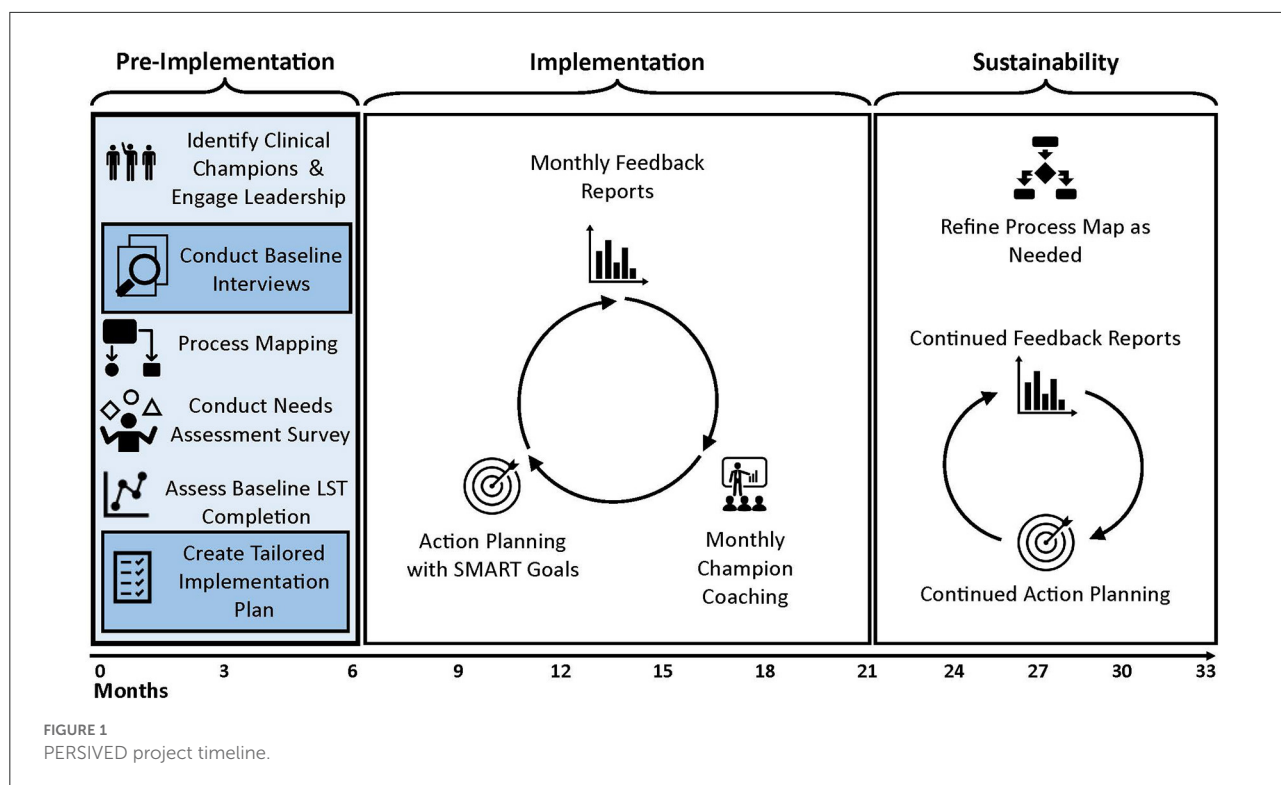 Pre-Implementation
Identify Clinical
Champions &
Engage Leadership
Conduct Baseline
Interviews
Process Mapping
Conduct Needs
Assessment Survey
Assess Baseline LST
Completion
Create Tailored
Implementation
Plan
Implementation
Monthly Feedback
Reports
Action Planning
with SMART Goals
Monthly
Champion
Coaching
Sustainability
Refine Process Map as
Needed
Continued Feedback Reports
Continued Action Planning
0 3 6 9 12 15 18 21 24 27 30 33
Months
FIGURE 1
PERSIVED project timeline.